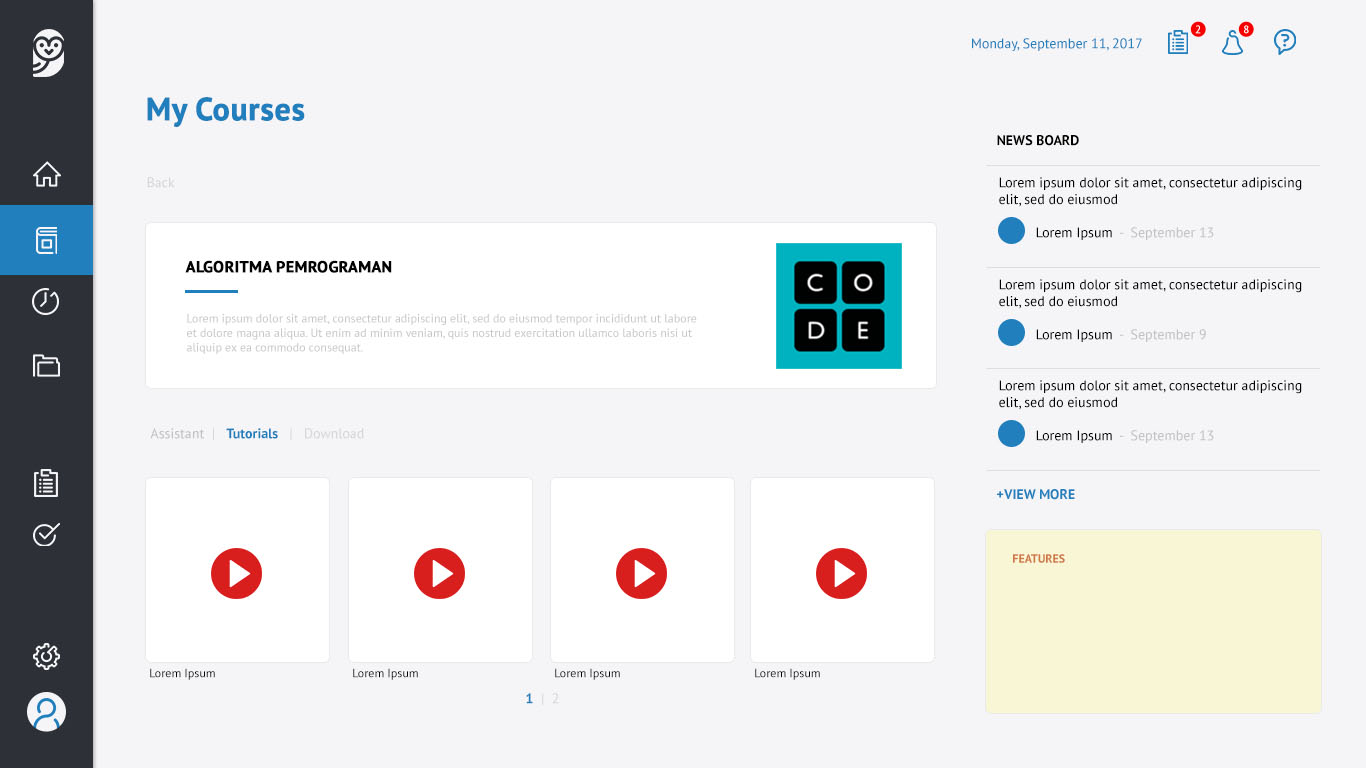 Monday, September 11, 2017
2
8
My Courses
Back
ALGORITMA PEMROGRAMAN
Lorem ipsum dolor sit amet, consectetur adipiscing elit, sed do eiusmod tempor incididunt ut labore
et dolore magna aliqua. Ut enim ad minim veniam, quis nostrud exercitation ullamco laboris nisi ut
aliquip ex ea commodo consequat.
C O
D E
Assistant | Tutorials | Download
Lorem Ipsum
Lorem Ipsum
Lorem Ipsum
Lorem Ipsum
1 | 2
NEWS BOARD
Lorem ipsum dolor sit amet, consectetur adipiscing
elit, sed do eiusmod
Lorem Ipsum - September 13
Lorem ipsum dolor sit amet, consectetur adipiscing
elit, sed do eiusmod
Lorem Ipsum - September 9
Lorem ipsum dolor sit amet, consectetur adipiscing
elit, sed do eiusmod
Lorem Ipsum - September 13
+VIEW MORE
FEATURES